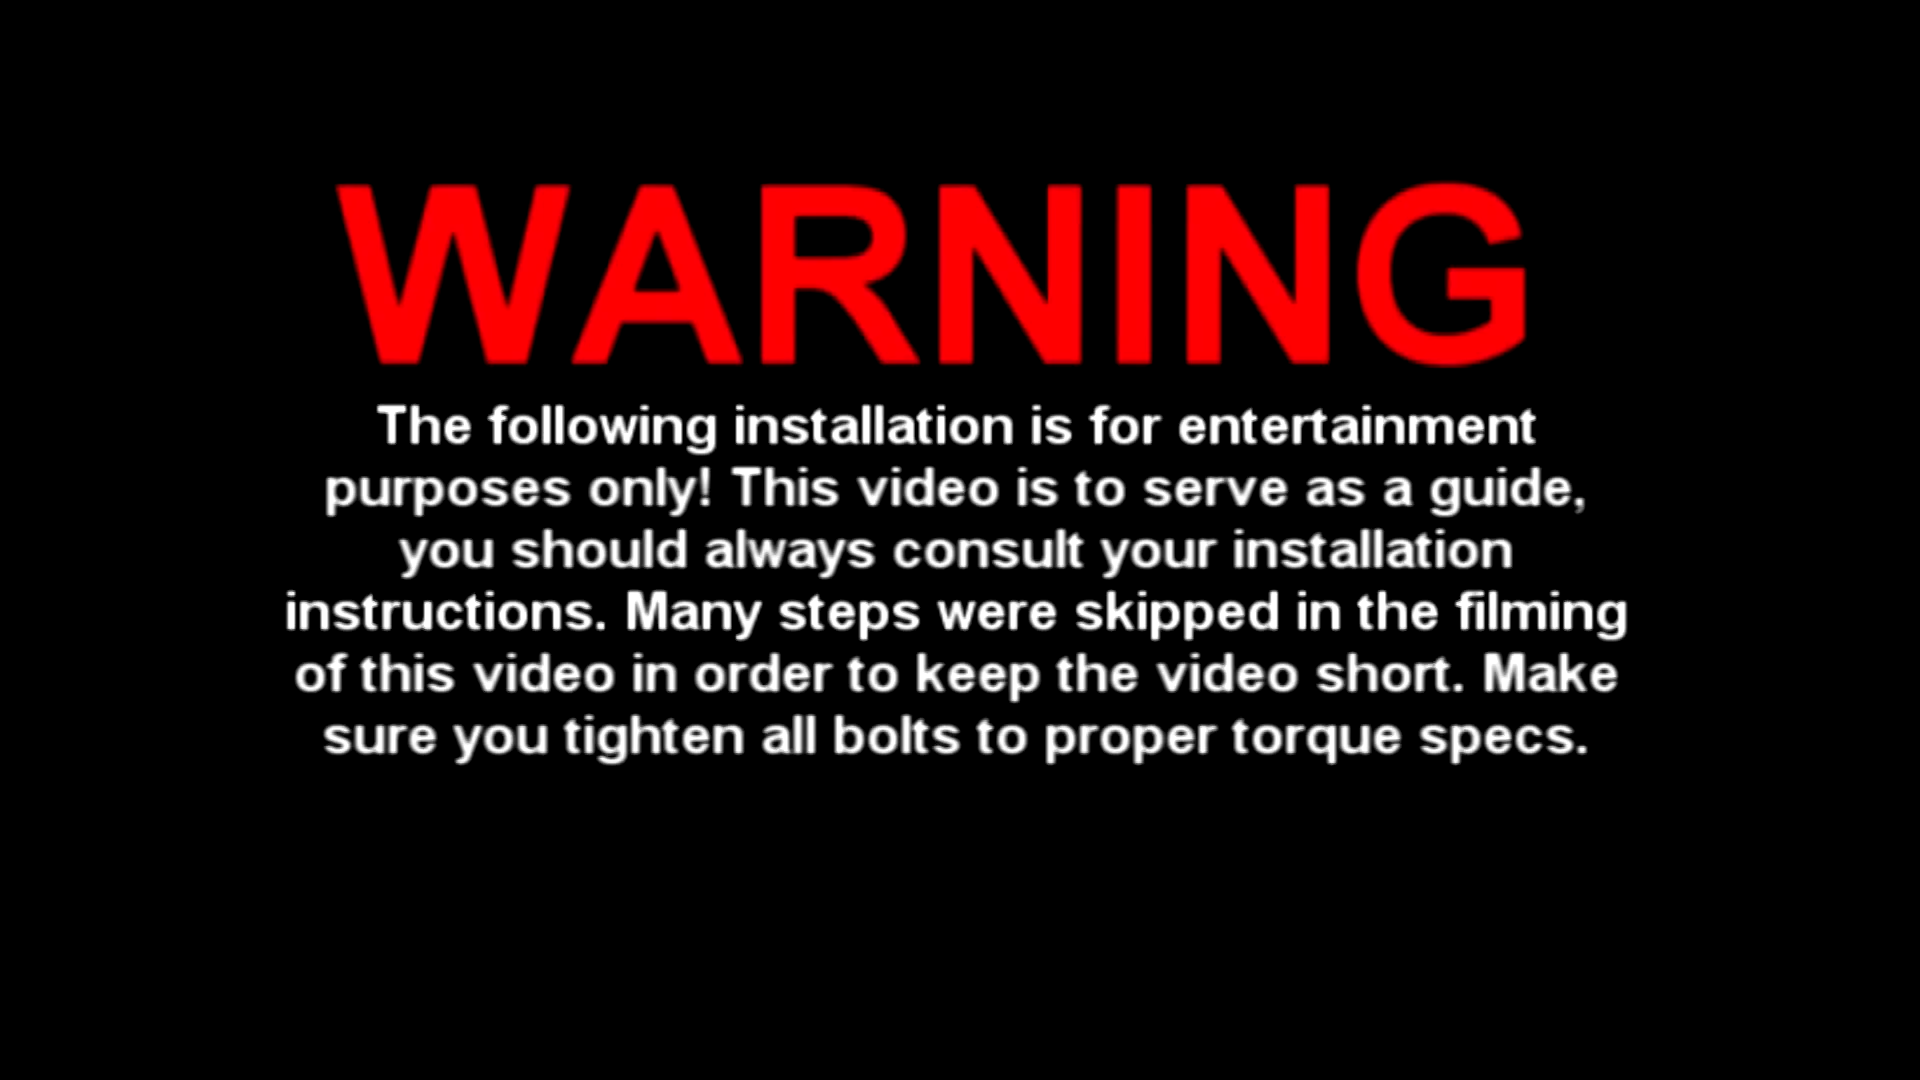 WARNING
The following installation is for entertainment
purposes only! This video is to serve as a guide,
you should always consult your installation
instructions. Many steps were skipped in the filming
of this video in order to keep the video short. Make
sure you tighten all bolts to proper torque specs.